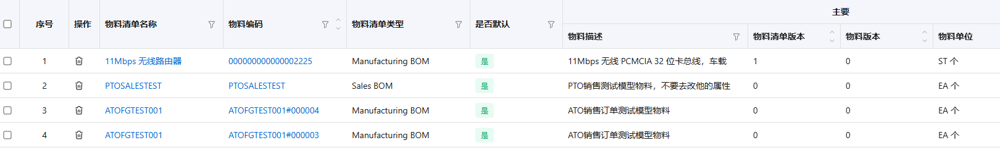 主要
序号 操作 物料清单名称 物料编码 物料清单类型 是否默认 物料描述 物料清单版本 物料版本 物料单位
1 11Mbps 无线路由器 000000000000002225 Manufacturing BOM 是 11Mbps 无线 PCMCIA 32 位卡总线，车载 1 0 ST 个
2 PTOSALESTEST PTOSALESTEST Sales BOM 是 PTO销售测试模型物料，不要去改他的属性 0 0 EA 个
3 ATOFGTEST001 ATOFGTEST001#000004 Manufacturing BOM 是 ATO销售订单测试模型物料 0 0 EA 个
4 ATOFGTEST001 ATOFGTEST001#000003 Manufacturing BOM 是 ATO销售订单测试模型物料 0 0 EA 个